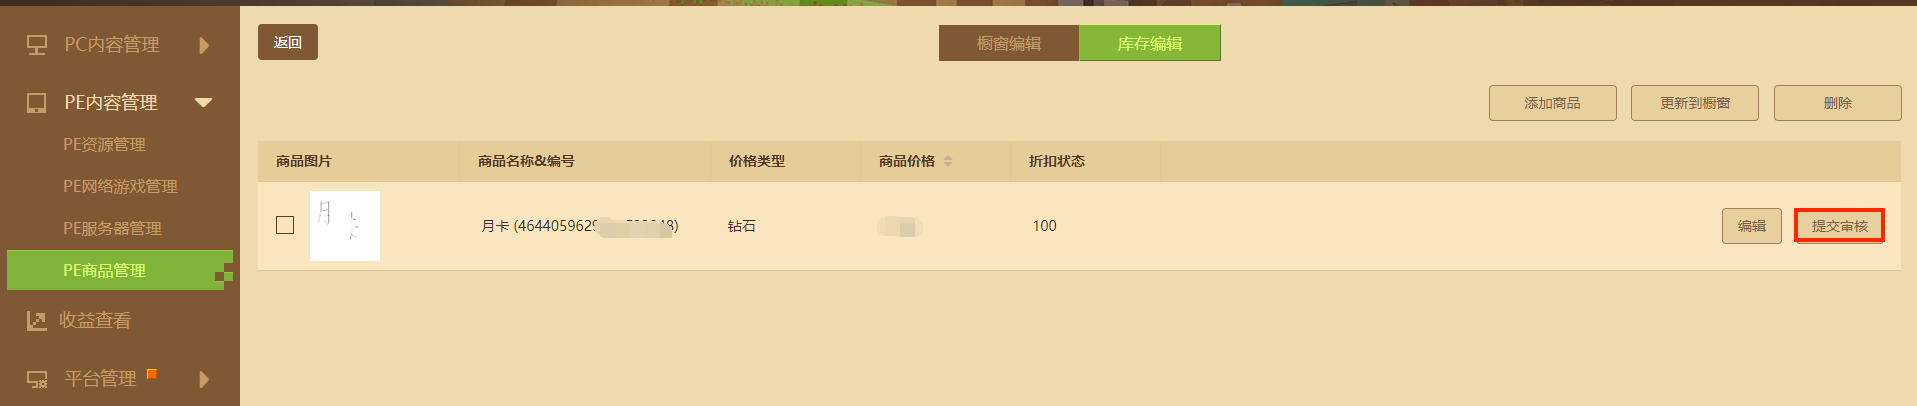 PC内容管理
PE内容管理
PE资源管理
PE网络游戏管理
PE服务器管理
PE商品管理
收益查看
平台管理
返回
橱窗编辑 库存编辑
添加商品 更新到橱窗 删除
商品图片 商品名称&编号 价格类型 商品价格 折扣状态
月卡 月卡 (4644059629 8) 钻石 100 编辑 提交审核